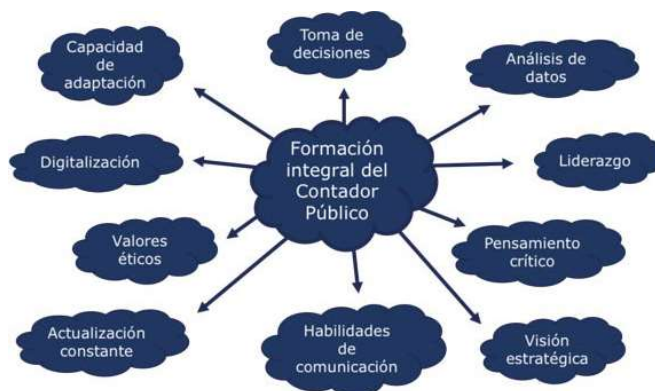 Capacidad
de
adaptación
Toma de
decisiones
Análisis de
datos
Digitalización
Formación
integral del
Contador
Público
Liderazgo
Valores
éticos
Pensamiento
crítico
Actualización
constante
Habilidades
de
comunicación
Visión
estratégica